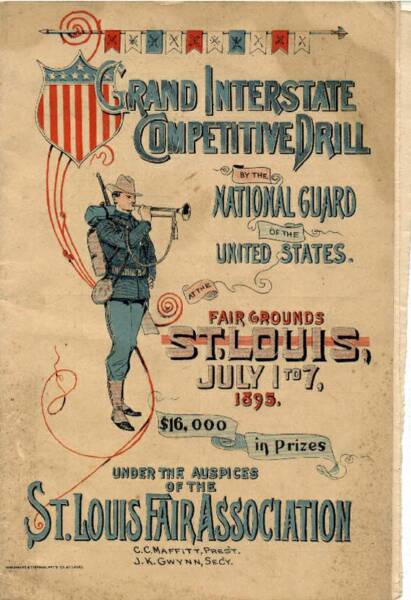 GRAND INTERSTATE
COMPETITIVE DRILL
BY THE
NATIONAL GUARD
OF THE
UNITED STATES.
AT THE
FAIR GROUNDS
ST. LOUIS,
JULY 1 TO 7,
1895.
$16,000
in Prizes
UNDER THE AUSPICES
OF THE
ST. LOUIS FAIR ASSOCIATION
C.C. MAFFITT, PREST.
J.K. GWYNN, SECY.